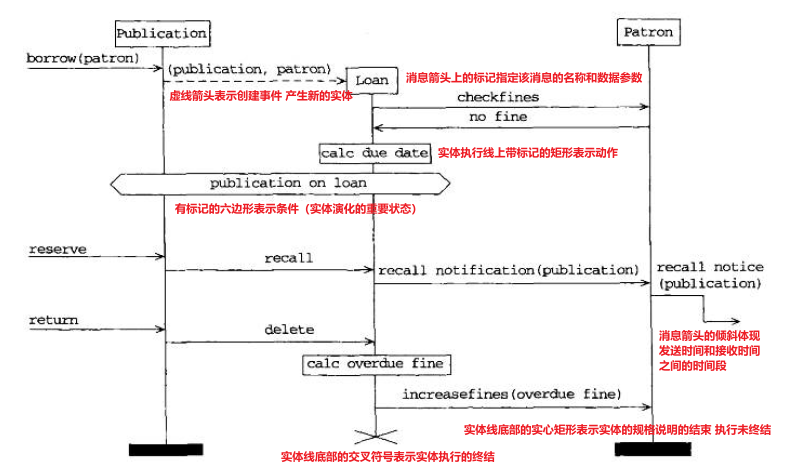 Publication
Patron
borrow(patron)
(publication, patron)
Loan
消息箭头上的标记指定该消息的名称和数据参数
虚线箭头表示创建事件 产生新的实体
checkfines
no fine
calc due date
实体执行线上带标记的矩形表示动作
publication on loan
有标记的六边形表示条件（实体演化的重要状态）
reserve
recall
recall notification(publication)
recall notice
(publication)
return
delete
消息箭头的倾斜体现
发送时间和接收时间
之间的时间段
calc overdue fine
increasefines(overdue fine)
实体线底部的实心矩形表示实体的规格说明的结束 执行未终结
实体线底部的交叉符号表示实体执行的终结